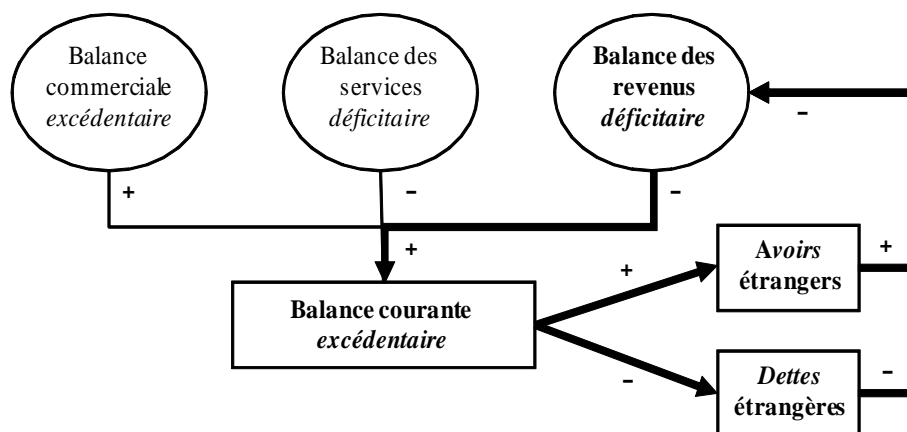 Balance
commerciale
excédentaire
Balance des
services
déficitaire
Balance des
revenus
déficitaire
–
+
–
–
+
+
Avoirs
étrangers
+
Balance courante
excédentaire
–
Dettes
étrangères
–